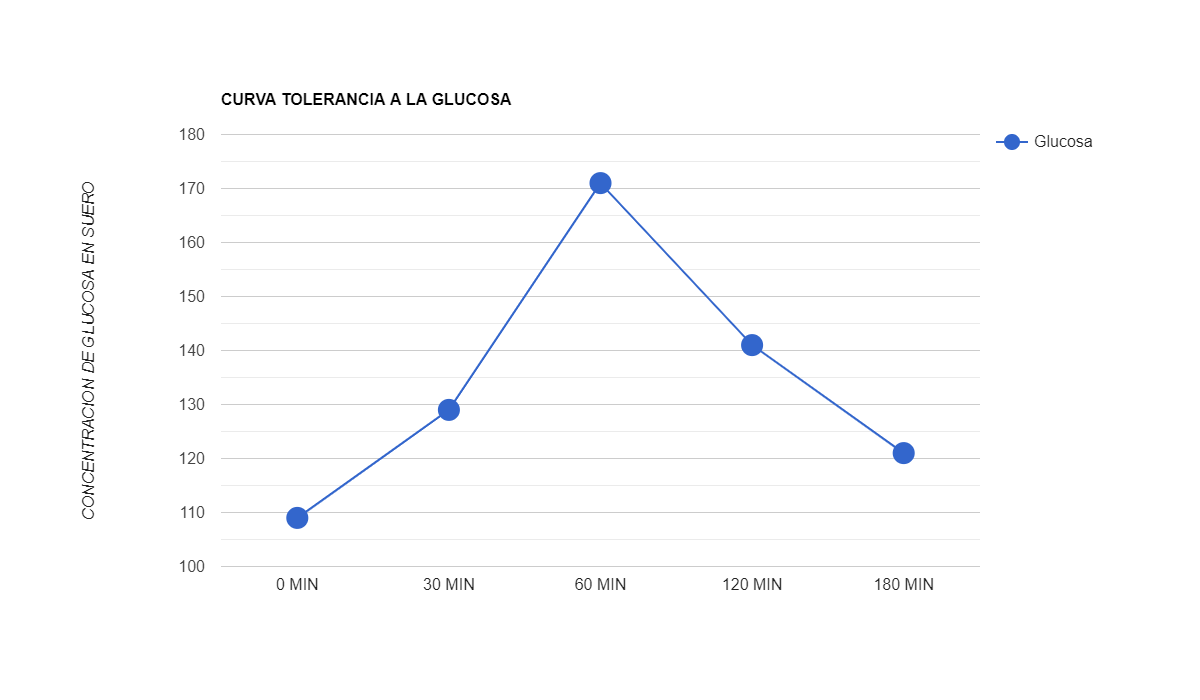 CURVA TOLERANCIA A LA GLUCOSA
Glucosa
CONCENTRACION DE GLUCOSA EN SUERO
180
170
160
150
140
130
120
110
100
0 MIN
30 MIN
60 MIN
120 MIN
180 MIN